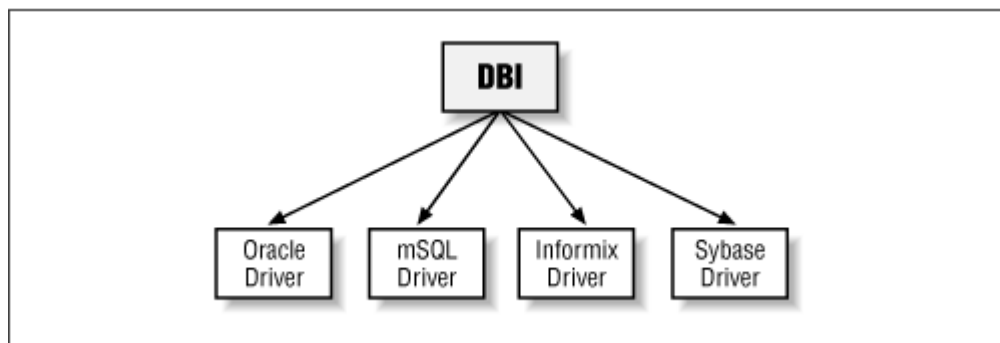 DBI
Oracle
Driver
mSQL
Driver
Informix
Driver
Sybase
Driver